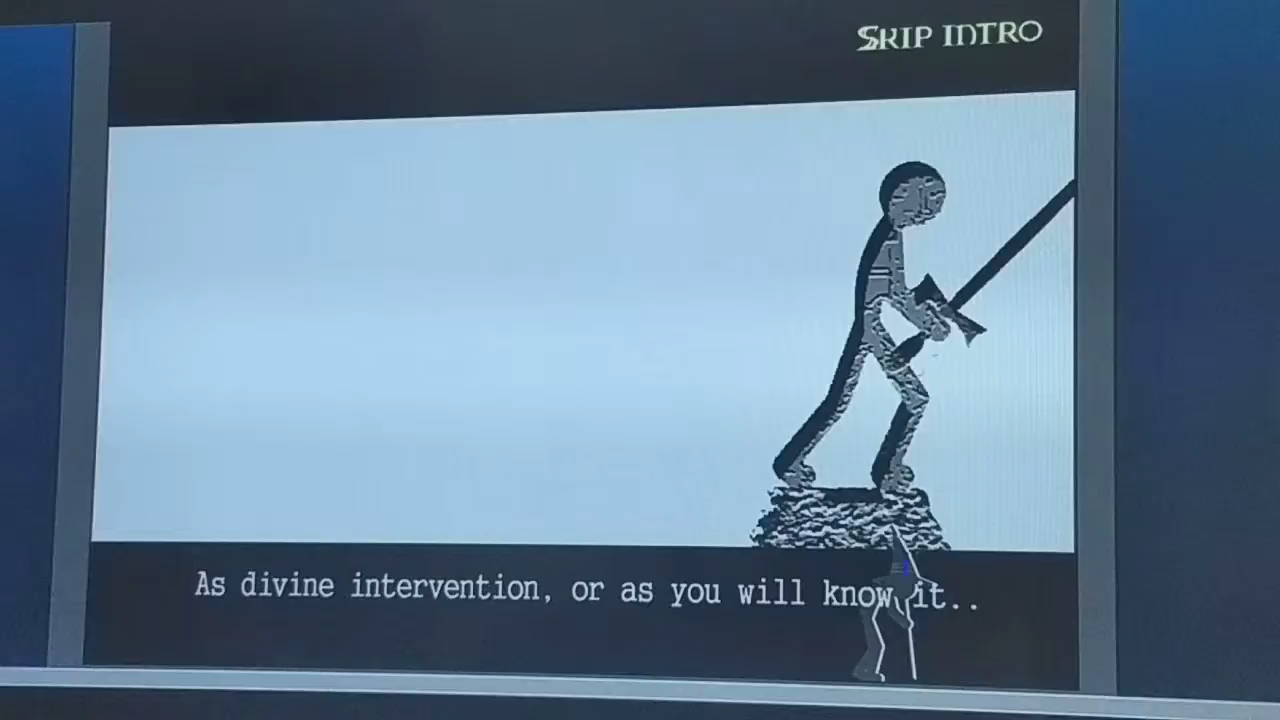 SKIP INTRO
As divine intervention, or as you will know it..